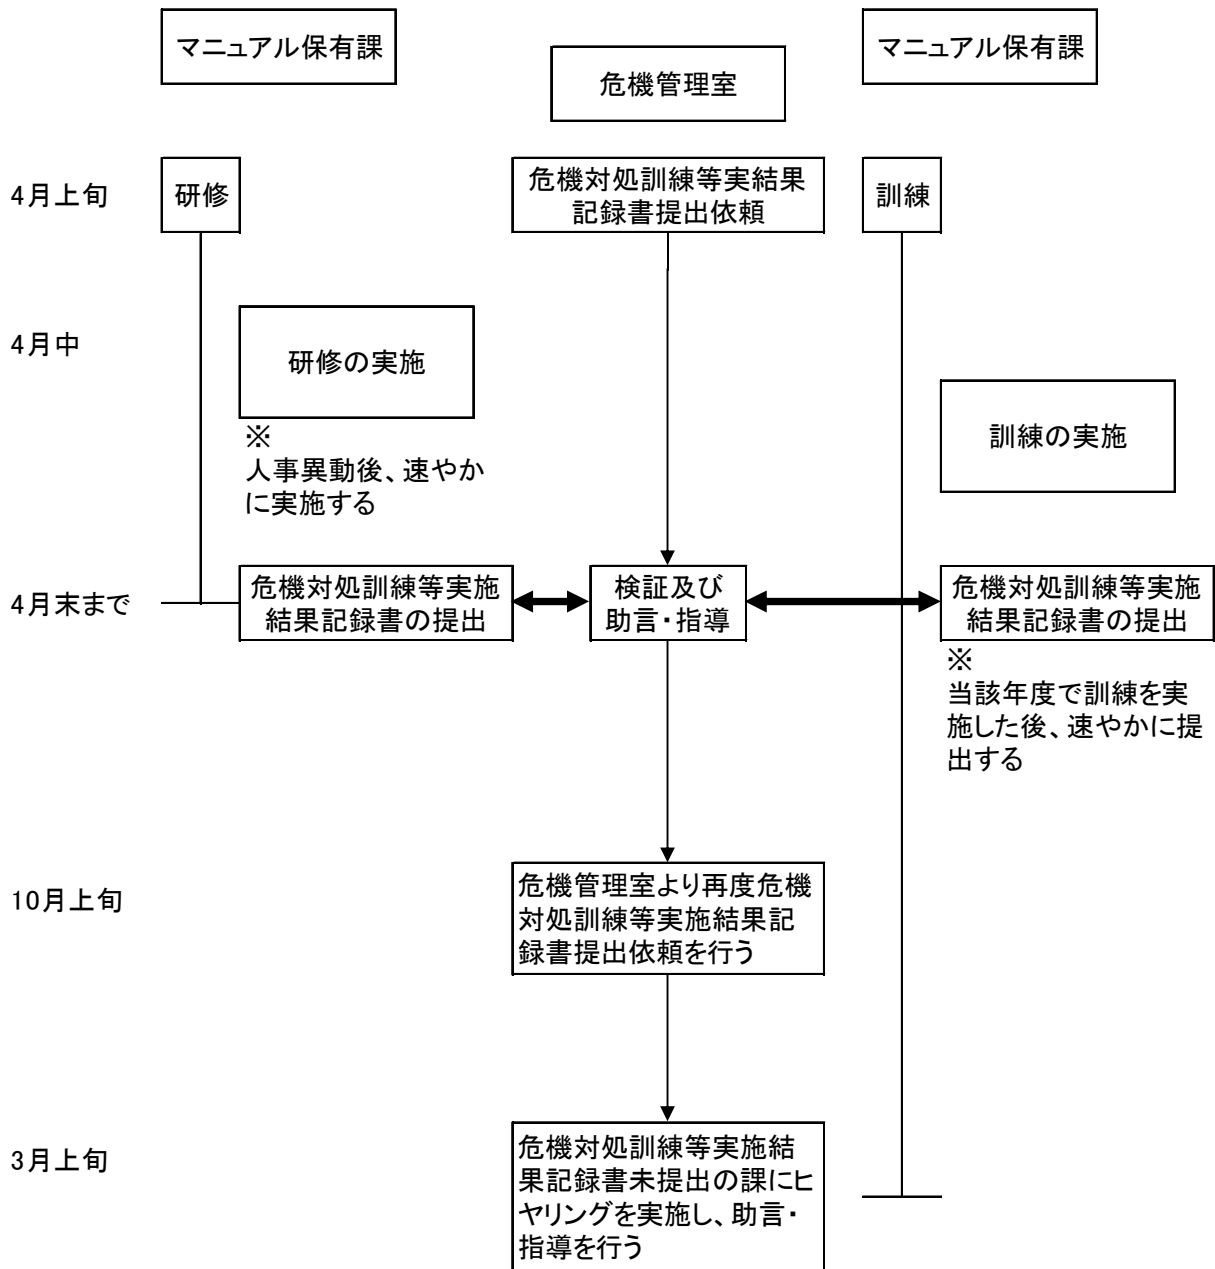 マニュアル保有課
危機管理室
マニュアル保有課
4月上旬
研修
危機対処訓練等実結果
記録書提出依頼
訓練
4月中
研修の実施
※
人事異動後、速やか
に実施する
訓練の実施
4月末まで
危機対処訓練等実施
結果記録書の提出
検証及び
助言・指導
危機対処訓練等実施
結果記録書の提出
※
当該年度で訓練を実
施した後、速やかに提
出する
10月上旬
危機管理室より再度危機
対処訓練等実施結果記
録書提出依頼を行う
3月上旬
危機対処訓練等実施結
果記録書未提出の課にヒ
ヤリングを実施し、助言・
指導を行う